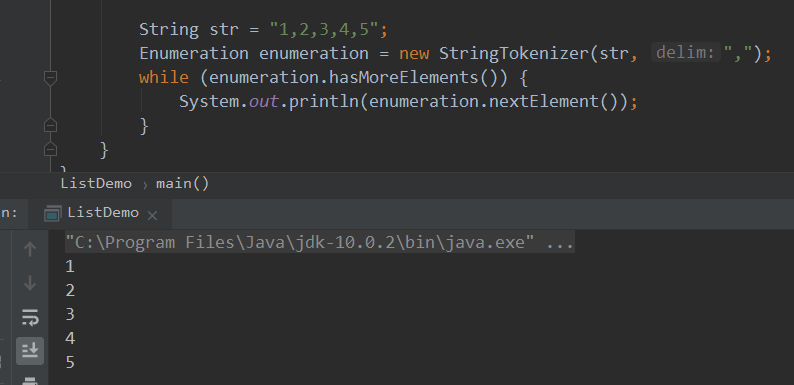 String str = "1,2,3,4,5";
Enumeration enumeration = new StringTokenizer(str, delim: ",");
while (enumeration.hasMoreElements()) {
System.out.println(enumeration.nextElement());
}
}
ListDemo › main()
n: ListDemo ×
"C:\Program Files\Java\jdk-10.0.2\bin\java.exe" ...
1
2
3
4
5